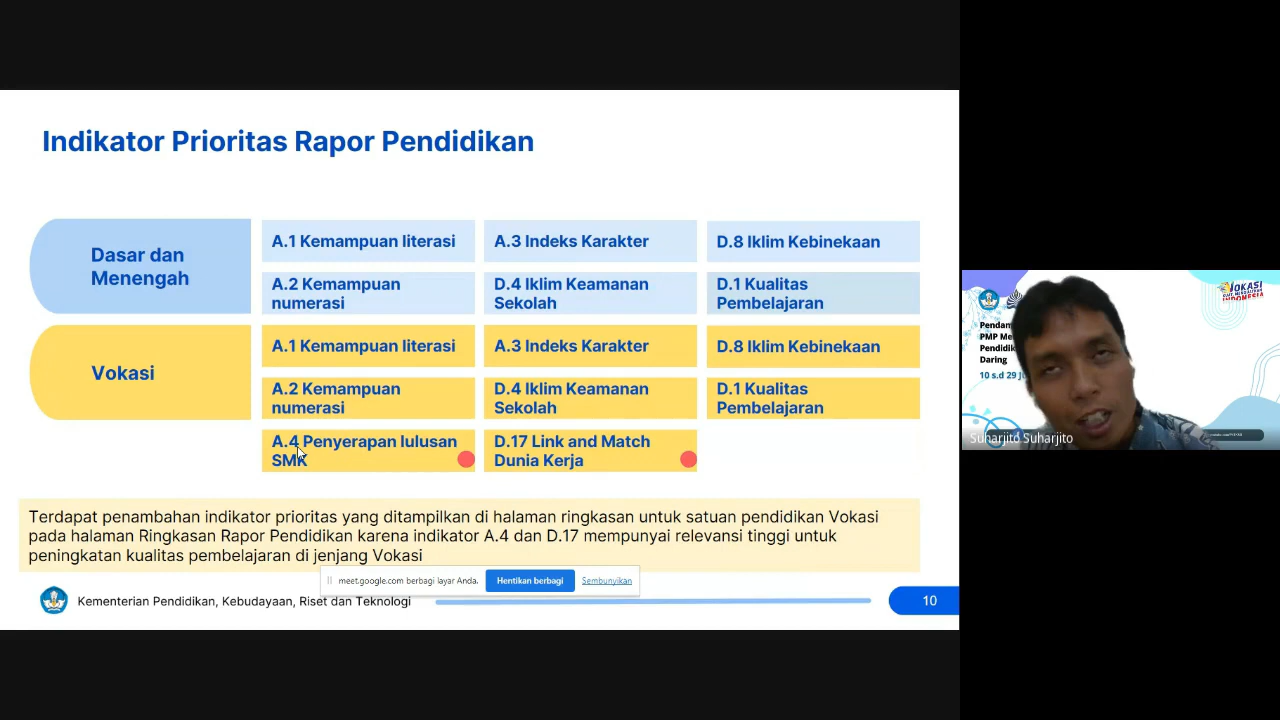 Indikator Prioritas Rapor Pendidikan
Dasar dan
Menengah
A.1 Kemampuan literasi
A.3 Indeks Karakter
D.8 Iklim Kebinekaan
A.2 Kemampuan
numerasi
D.4 Iklim Keamanan
Sekolah
D.1 Kualitas
Pembelajaran
Vokasi
A.1 Kemampuan literasi
A.3 Indeks Karakter
D.8 Iklim Kebinekaan
A.2 Kemampuan
numerasi
D.4 Iklim Keamanan
Sekolah
D.1 Kualitas
Pembelajaran
A.4 Penyerapan lulusan
SMK
D.17 Link and Match
Dunia Kerja
Terdapat penambahan indikator prioritas yang ditampilkan di halaman ringkasan untuk satuan pendidikan Vokasi
pada halaman Ringkasan Rapor Pendidikan karena indikator A.4 dan D.17 mempunyai relevansi tinggi untuk
peningkatan kualitas pembelajaran di jenjang Vokasi
meet.google.com berbagi layar Anda.
Hentikan berbagi
Sembunyikan
Kementerian Pendidikan, Kebudayaan, Riset dan Teknologi
10
VOKASI
INDONESIA
PMP
Daring
10 s.d 29
Suharjito Suharjito